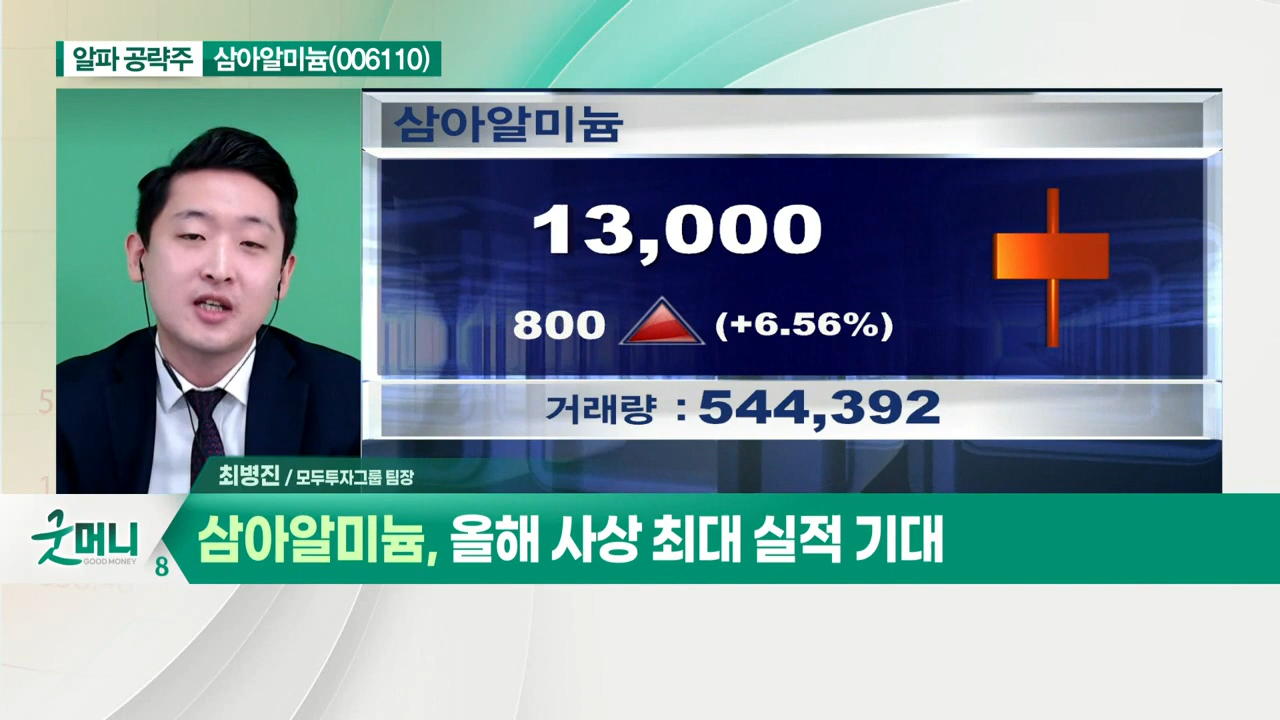 알파 공략주 삼아알미늄(006110)
삼아알미늄
13,000
800 (+6.56%)
거래량 : 544,392
최병진 / 모두투자그룹 팀장
굿머니
GOOD MONEY
8
삼아알미늄, 올해 사상 최대 실적 기대
5
1